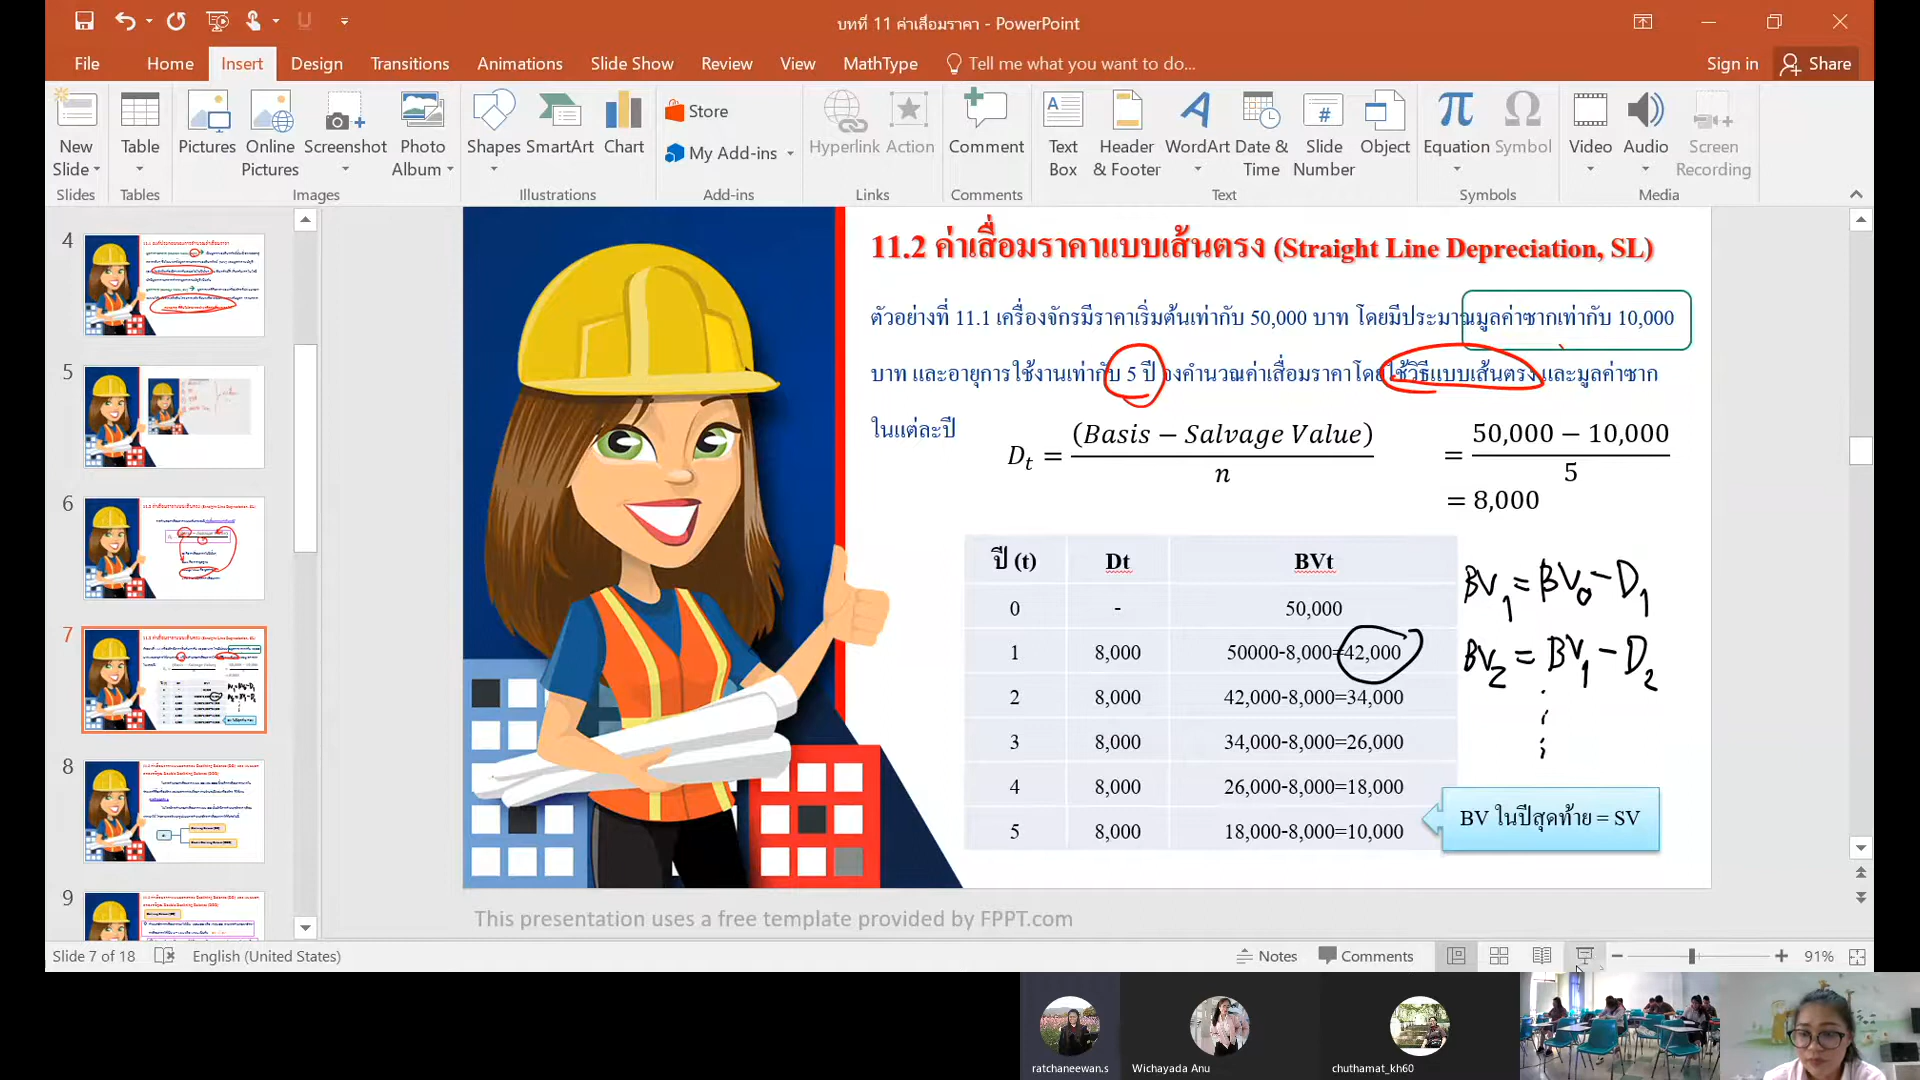 บทที่ 11 ค่าเสื่อมราคา - PowerPoint
File Home Insert Design Transitions Animations Slide Show Review View MathType Tell me what you want to do... Sign in Share
New Slide
Table
Pictures
Online Pictures
Screenshot
Photo Album
Shapes
SmartArt
Chart
Store
My Add-ins
Hyperlink
Action
Comment
Text Box
Header & Footer
WordArt
Date & Time
Slide Number
Object
Equation
Symbol
Video
Audio
Screen Recording
Slides Tables Images Illustrations Add-ins Links Comments Text Symbols Media
4
5
6
7
8
9
11.2 ค่าเสื่อมราคาแบบเส้นตรง (Straight Line Depreciation, SL)
ตัวอย่างที่ 11.1 เครื่องจักรมีราคาเริ่มต้นเท่ากับ 50,000 บาท โดยมีประมาณมูลค่าซากเท่ากับ 10,000
บาท และอายุการใช้งานเท่ากับ 5 ปี จงคำนวณค่าเสื่อมราคาโดยใช้วิธีแบบเส้นตรง และมูลค่าซาก
ในแต่ละปี
Dt = (Basis − Salvage Value) / n = 50,000 − 10,000 / 5
= 8,000
ปี (t) Dt BVt
0 - 50,000
1 8,000 50000-8,000=42,000
2 8,000 42,000-8,000=34,000
3 8,000 34,000-8,000=26,000
4 8,000 26,000-8,000=18,000
5 8,000 18,000-8,000=10,000
BV1 = BV0 - D1
BV2 = BV1 - D2
BV ในปีสุดท้าย = SV
This presentation uses a free template provided by FPPT.com
Slide 7 of 18 English (United States) Notes Comments 91%
ratchaneewan.s
Wichayada Anu
chuthamat_kh60